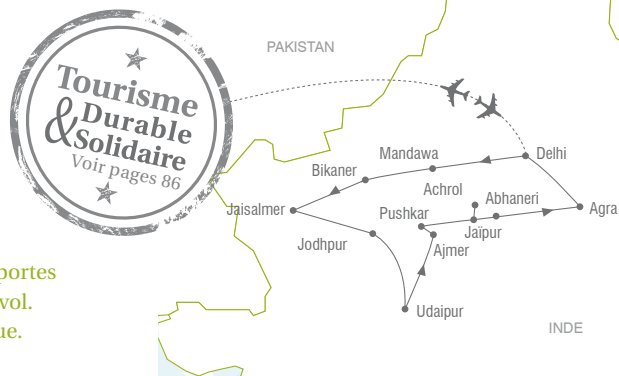 PAKISTAN
Tourisme
& Durable
Solidaire
Voir pages 86
Delhi
Mandawa
Bikaner
Achrol
Abhaneri
Jaisalmer
Pushkar
Agra
Jaïpur
Jodhpur
Ajmer
portes
vol.
Udaipur
INDE
ue.